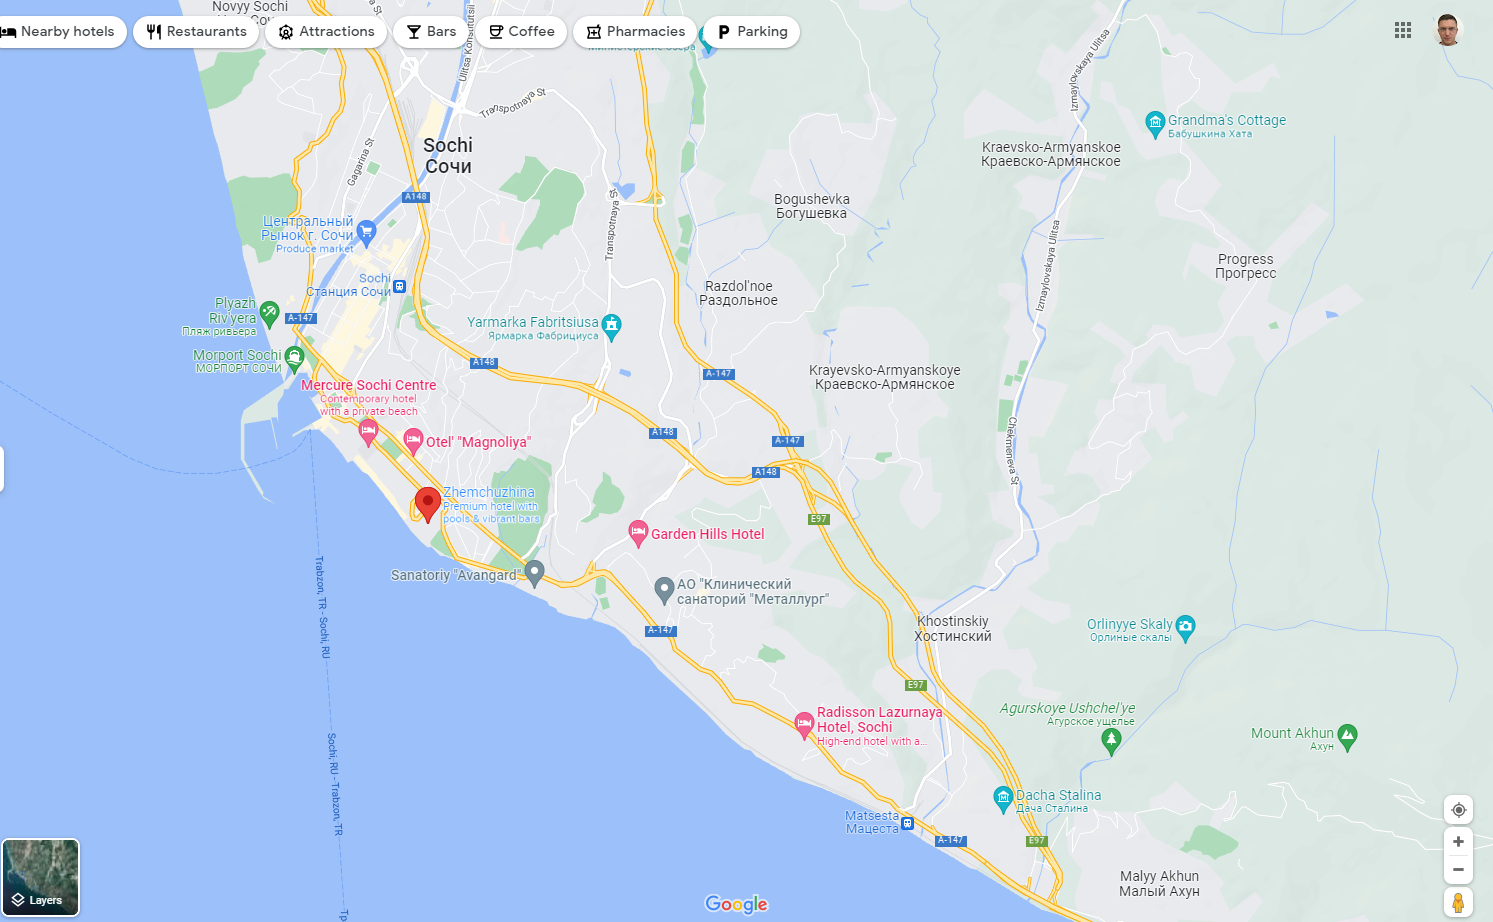 Novyy Sochi
Nearby hotels
Restaurants
Attractions
Bars
Coffee
Pharmacies
Parking
Ulitsa Konstitutsii
Transpotnaya St
Gagarina St
Sochi
Сочи
A148
Transpotnaya St
Izmaylovskaya Ulitsa
Grandma's Cottage
Бабушкина Хата
Kraevsko-Armyanskoe
Краевско-Армянское
Bogushevka
Богушевка
Izmaylovskaya Ulitsa
Progress
Прогресс
Центральный
Рынок г. Сочи
Produce market
Sochi
Станция Сочи
Razdol'noe
Раздольное
Plyazh
Riv'yera
Пляж ривьера
A-147
Yarmarka Fabritsiusa
Ярмарка Фабрициуса
Morport Sochi
МОРПОРТ СОЧИ
A148
A-147
Krayevsko-Armyanskoye
Краевско-Армянское
Mercure Sochi Centre
Contemporary hotel
with a private beach
Otel' "Magnoliya"
A148
A-147
A148
Chekmeneva St
Zhemchuzhina
Premium hotel with
pools & vibrant bars
E97
Garden Hills Hotel
Sanatoriy "Avangard"
АО "Клинический
санаторий "Металлург"
Trabzon, TR - Sochi, RU
A-147
Khostinskiy
Хостинский
Orlinyye Skaly
Орлиные скалы
E97
Radisson Lazurnaya
Hotel, Sochi
High-end hotel with a...
Agurskoye Ushchel'ye
Агурское ущелье
Mount Akhun
Ахун
Sochi, RU - Trabzon, TR
Dacha Stalina
Дача Сталина
Matsesta
Мацеста
A-147
E97
Malyy Akhun
Малый Ахун
Layers
Google